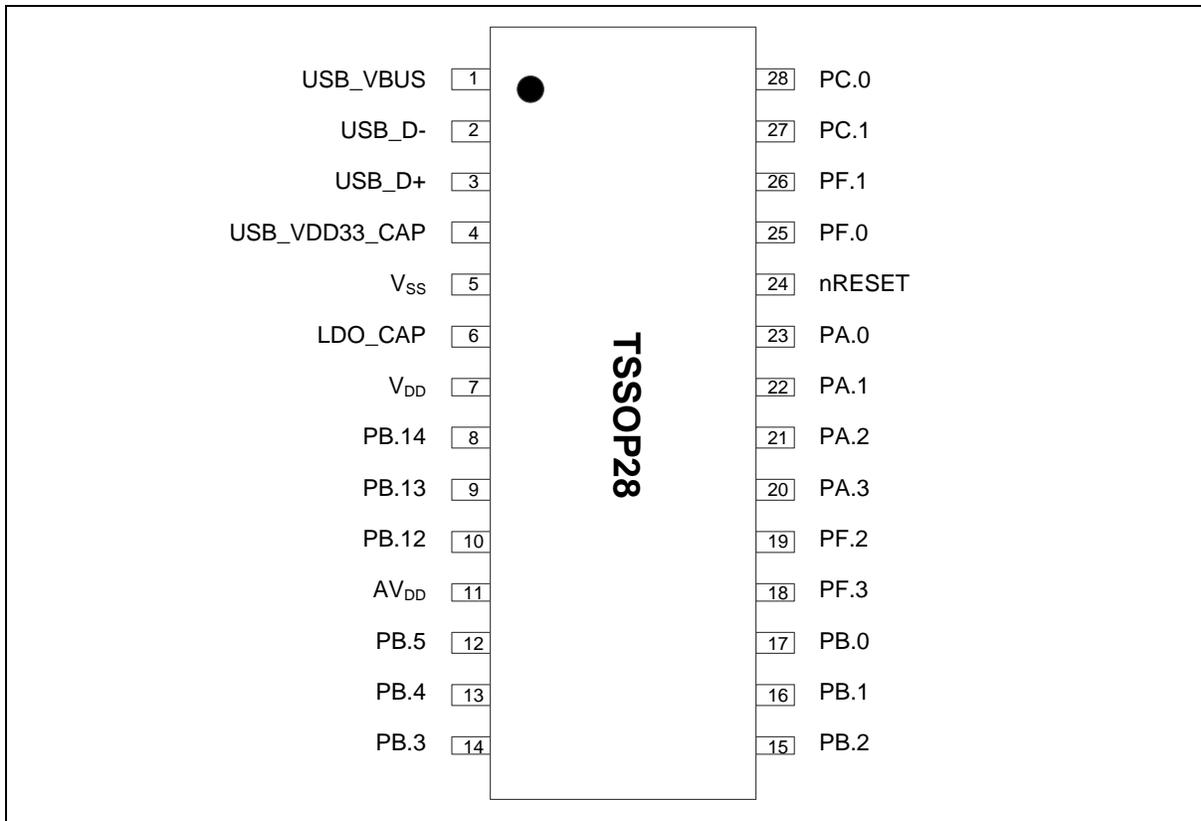 USB_VBUS 1 28 PC.0
USB_D- 2 27 PC.1
USB_D+ 3 26 PF.1
USB_VDD33_CAP 4 25 PF.0
VSS 5 24 nRESET
LDO_CAP 6 23 PA.0
VDD 7 22 PA.1
PB.14 8 21 PA.2
PB.13 9 20 PA.3
PB.12 10 19 PF.2
AVDD 11 18 PF.3
PB.5 12 17 PB.0
PB.4 13 16 PB.1
PB.3 14 15 PB.2
TSSOP28